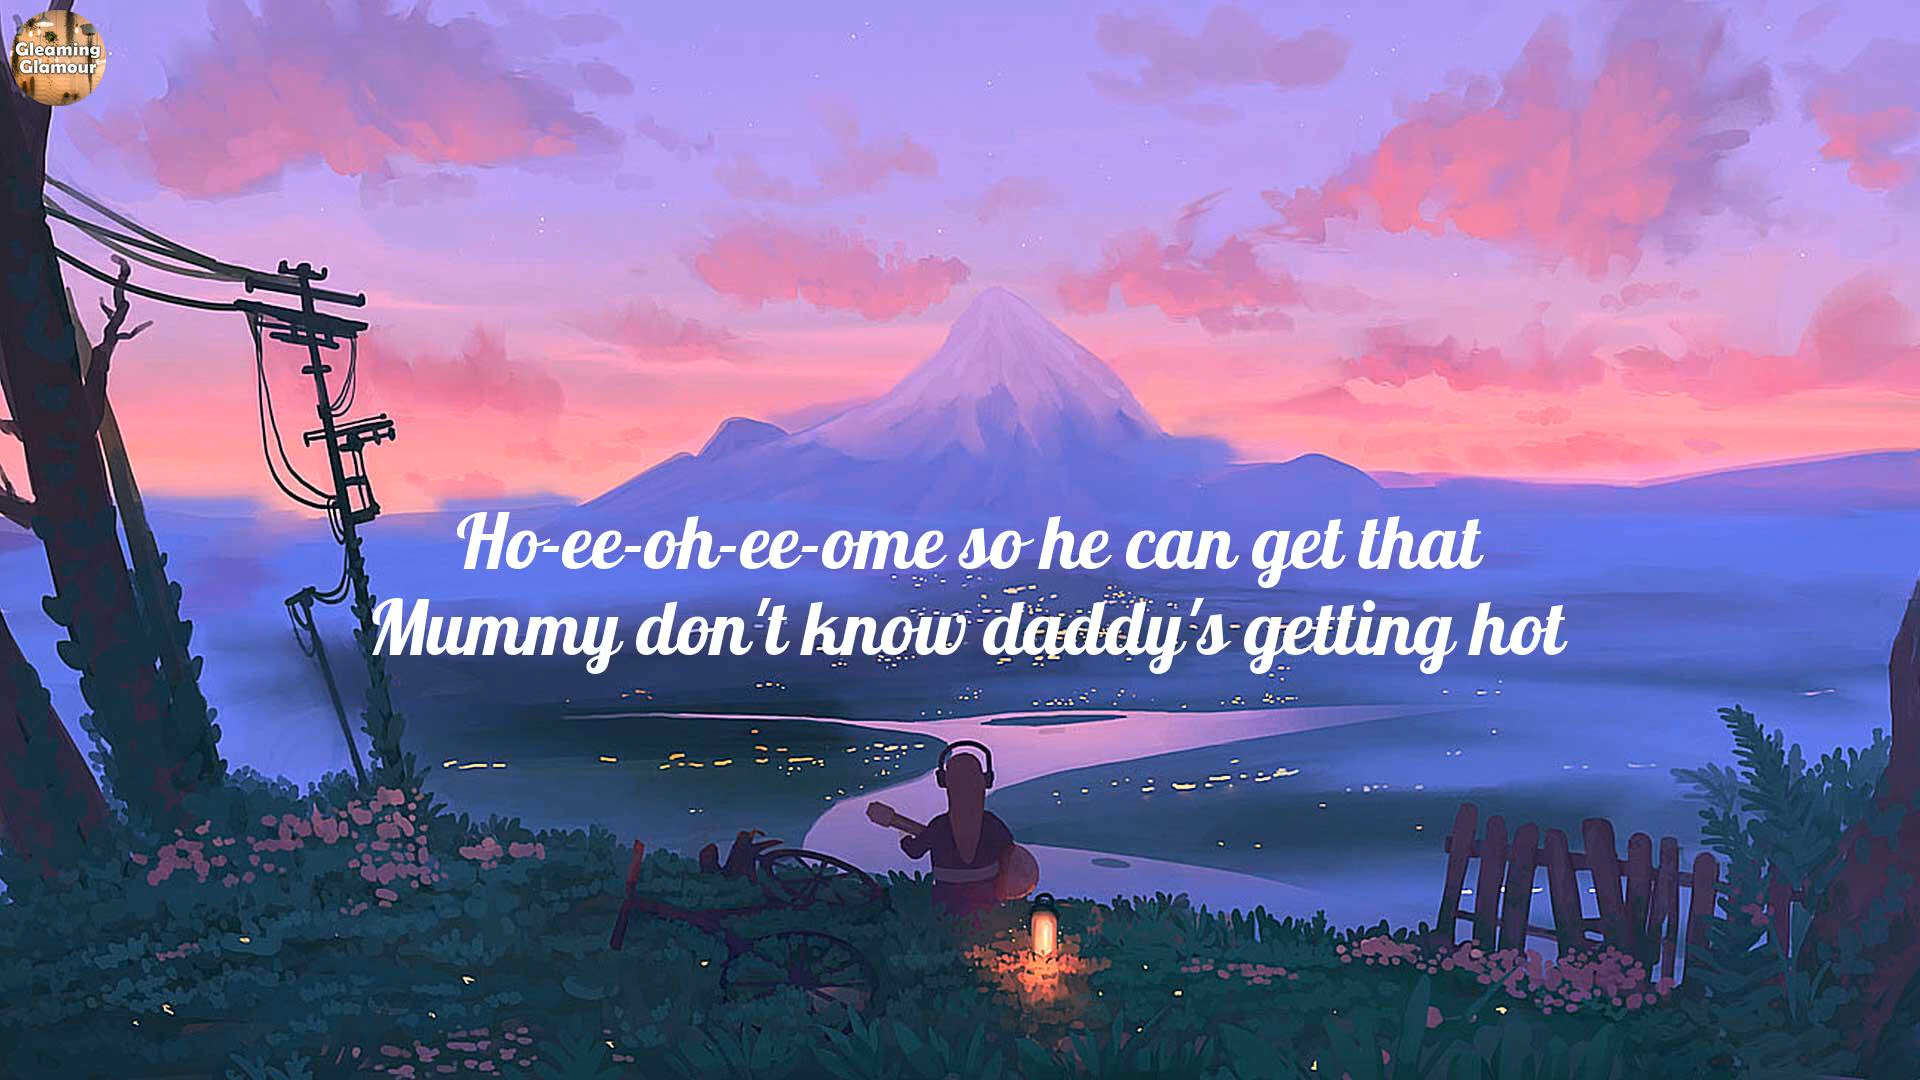 Gleaming
Glamour
Ho-ee-oh-ee-ome so he can get that
Mummy don't know daddy's getting hot